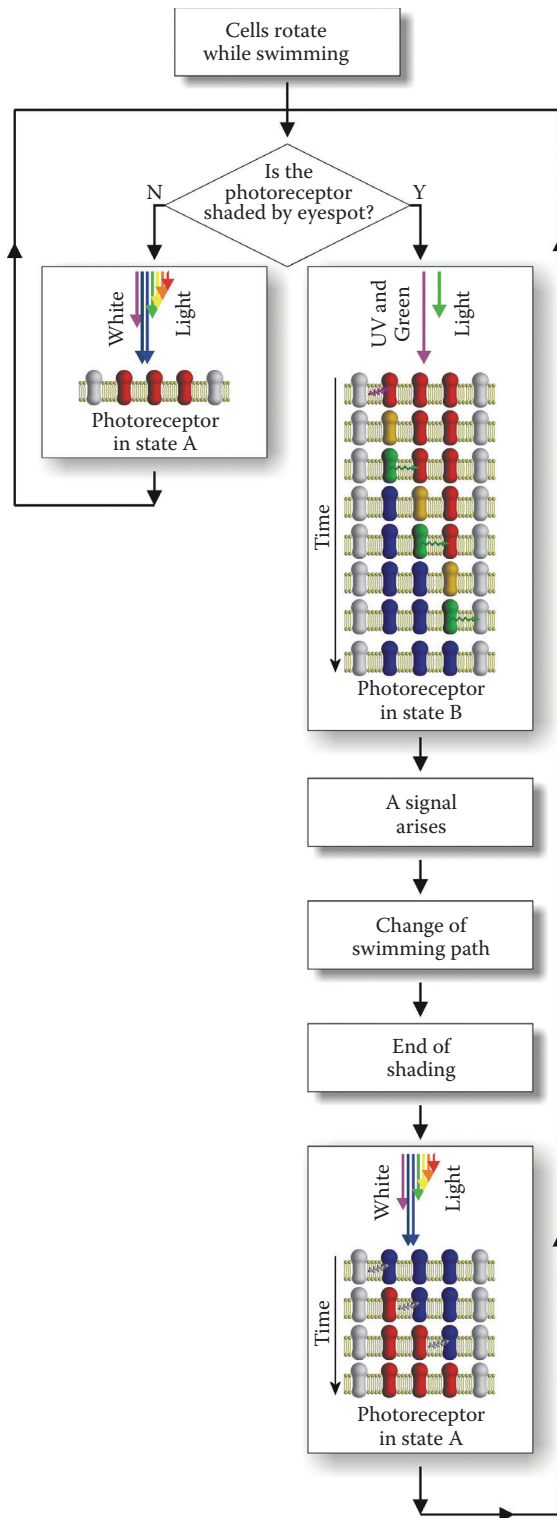 Cells rotate
while swimming
Is the
photoreceptor
shaded by eyespot?
N
Y
White
Light
Photoreceptor
in state A
UV and
Green
Light
Time
Photoreceptor
in state B
A signal
arises
Change of
swimming path
End of
shading
White
Light
Time
Photoreceptor
in state A